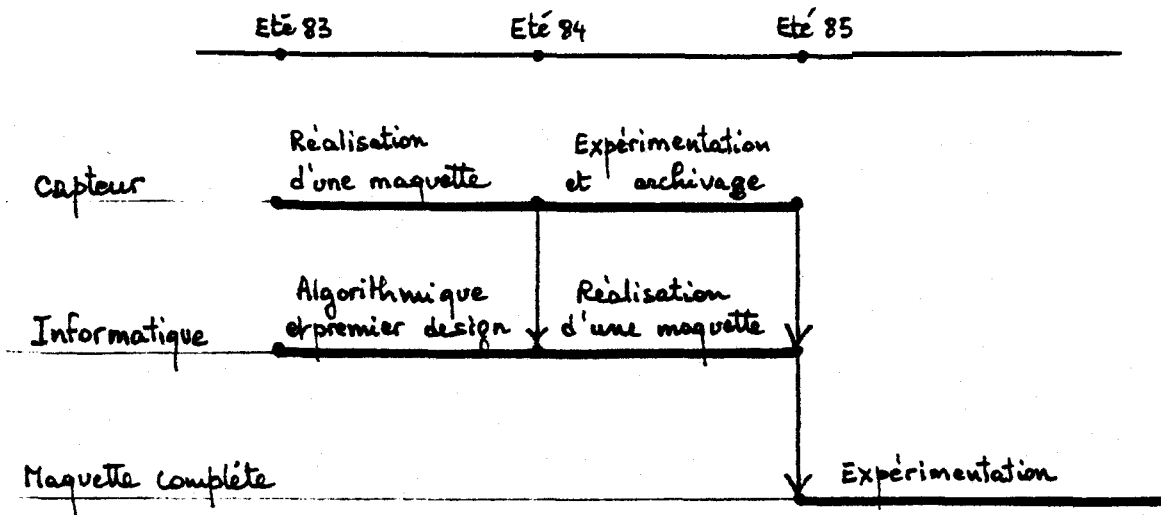 Eté 83 Eté 84 Eté 85
Réalisation
d'une maquette
Expérimentation
et archivage
Capteur
Algorithmique
et premier design
Réalisation
d'une maquette
Informatique
Maquette complète
Expérimentation